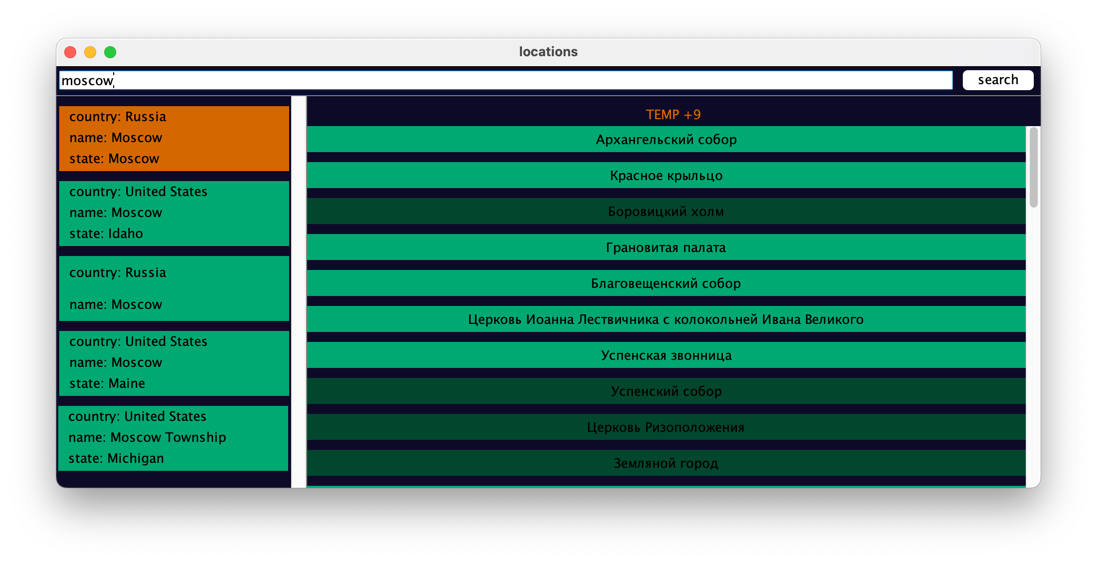 locations
moscow
search
country: Russia
name: Moscow
state: Moscow
country: United States
name: Moscow
state: Idaho
country: Russia
name: Moscow
country: United States
name: Moscow
state: Maine
country: United States
name: Moscow Township
state: Michigan
TEMP +9
Архангельский собор
Красное крыльцо
Боровицкий холм
Грановитая палата
Благовещенский собор
Церковь Иоанна Лествичника с колокольней Ивана Великого
Успенская звонница
Успенский собор
Церковь Ризоположения
Земляной город